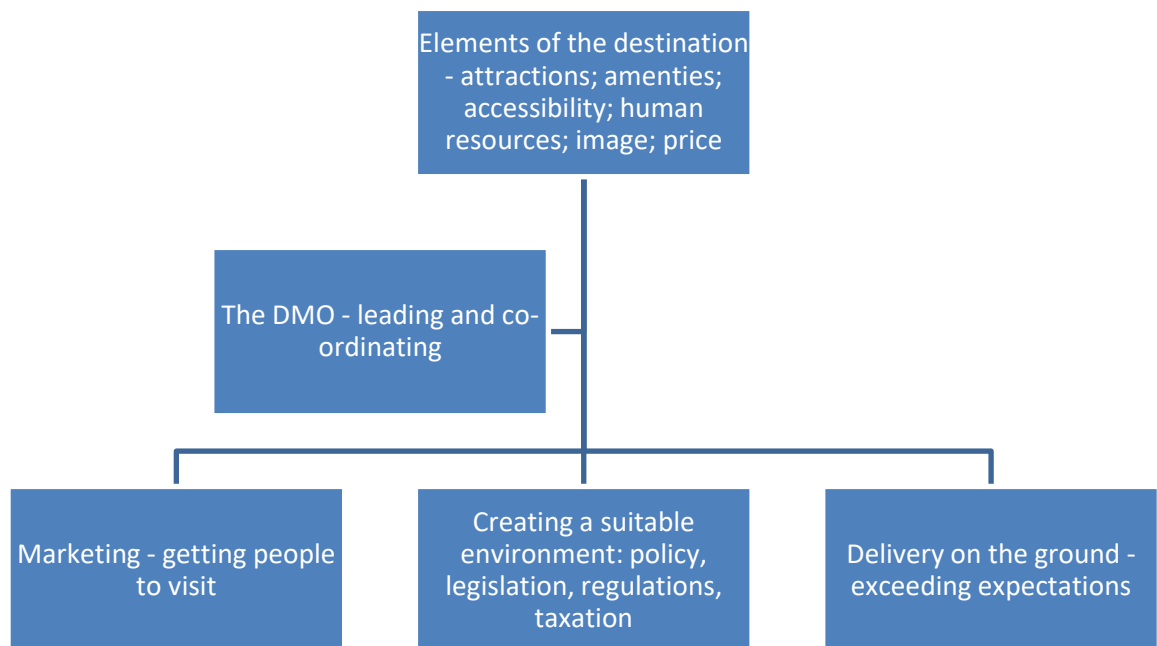 Elements of the destination
- attractions; amenties;
accessibility; human
resources; image; price
The DMO - leading and co-
ordinating
Marketing - getting people
to visit
Creating a suitable
environment: policy,
legislation, regulations,
taxation
Delivery on the ground -
exceeding expectations